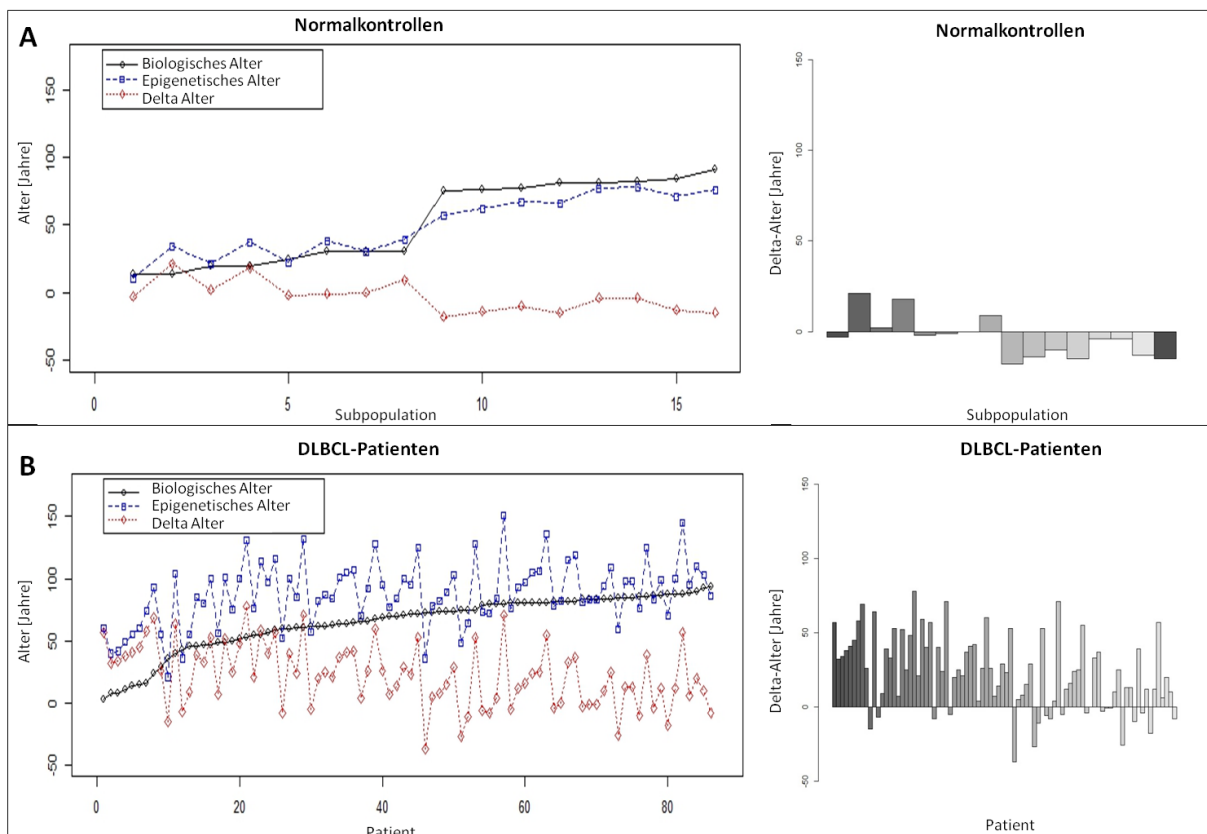 A
Normalkontrollen
Biologisches Alter
Epigenetisches Alter
Delta Alter
Alter [Jahre]
150
100
50
0
-50
0 5 10 15
Subpopulation
Normalkontrollen
Delta-Alter [Jahre]
150
100
50
0
Subpopulation
B
DLBCL-Patienten
Biologisches Alter
Epigenetisches Alter
Delta Alter
Alter [Jahre]
150
100
50
0
-50
0 20 40 60 80
Patient
DLBCL-Patienten
Delta-Alter [Jahre]
150
100
50
0
-50
Patient